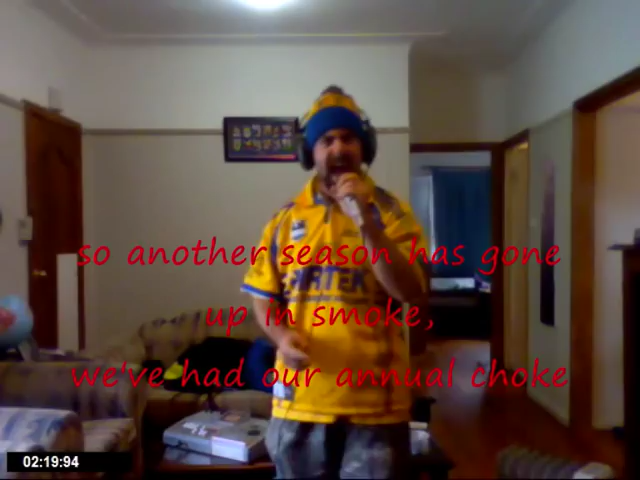 so another season has gone
up in smoke,
we've had our annual choke
02:19:94